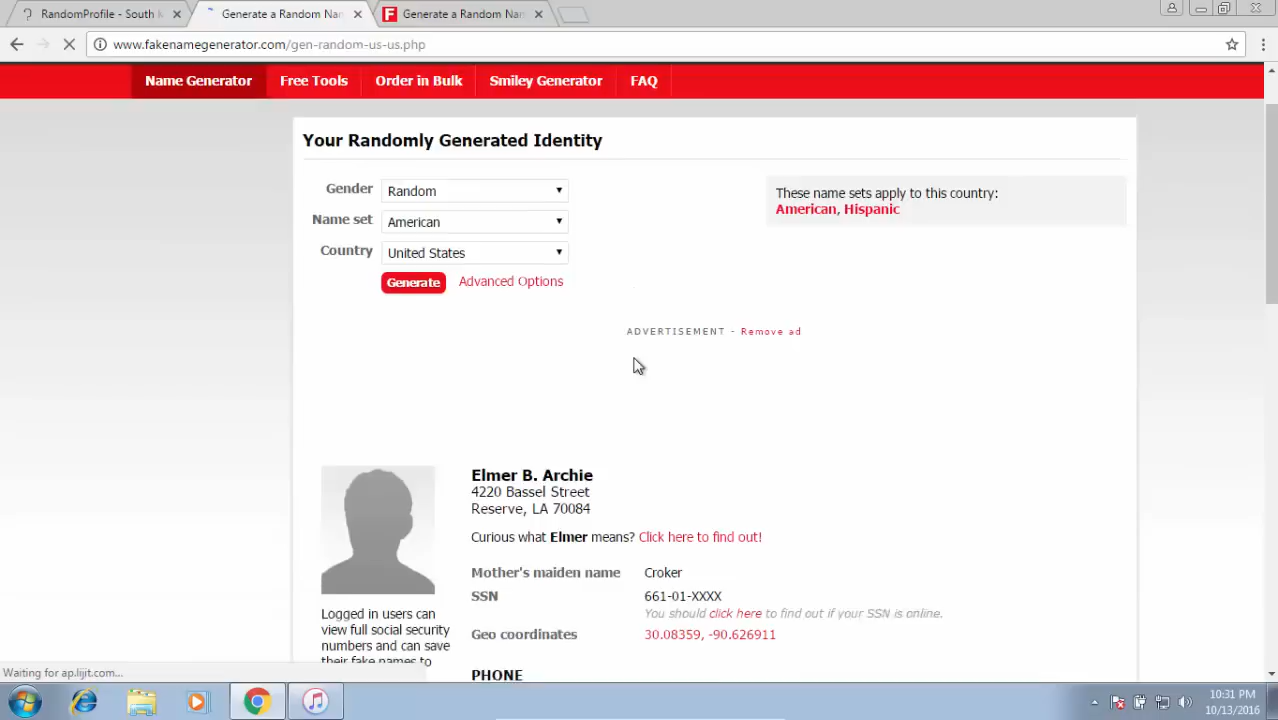 RandomProfile - South K
Generate a Random Nam
Generate a Random Nam
www.fakenamegenerator.com/gen-random-us-us.php
Name Generator Free Tools Order in Bulk Smiley Generator FAQ
Your Randomly Generated Identity
Gender Random
Name set American
Country United States
Generate Advanced Options
These name sets apply to this country:
American, Hispanic
ADVERTISEMENT - Remove ad
Elmer B. Archie
4220 Bassel Street
Reserve, LA 70084
Curious what Elmer means? Click here to find out!
Mother's maiden name Croker
SSN 661-01-XXXX
You should click here to find out if your SSN is online.
Geo coordinates 30.08359, -90.626911
PHONE
Logged in users can
view full social security
numbers and can save
their fake names to
Waiting for ap.lijit.com...
10:31 PM
10/13/2016